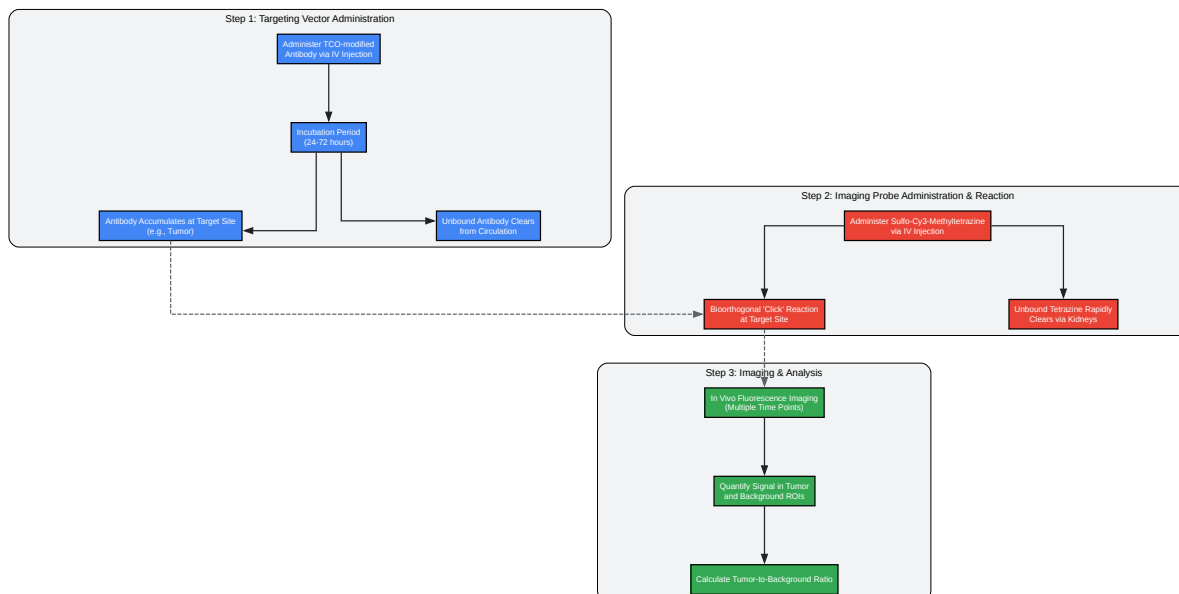 Step 1: Targeting Vector Administration
Administer TCO-modified
Antibody via IV Injection
Incubation Period
(24-72 hours)
Antibody Accumulates at Target Site
(e.g., Tumor)
Unbound Antibody Clears
from Circulation
Step 2: Imaging Probe Administration & Reaction
Administer Sulfo-Cy3-Methyltetrazine
via IV Injection
Bioorthogonal 'Click' Reaction
at Target Site
Unbound Tetrazine Rapidly
Clears via Kidneys
Step 3: Imaging & Analysis
In Vivo Fluorescence Imaging
(Multiple Time Points)
Quantify Signal in Tumor
and Background ROIs
Calculate Tumor-to-Background Ratio